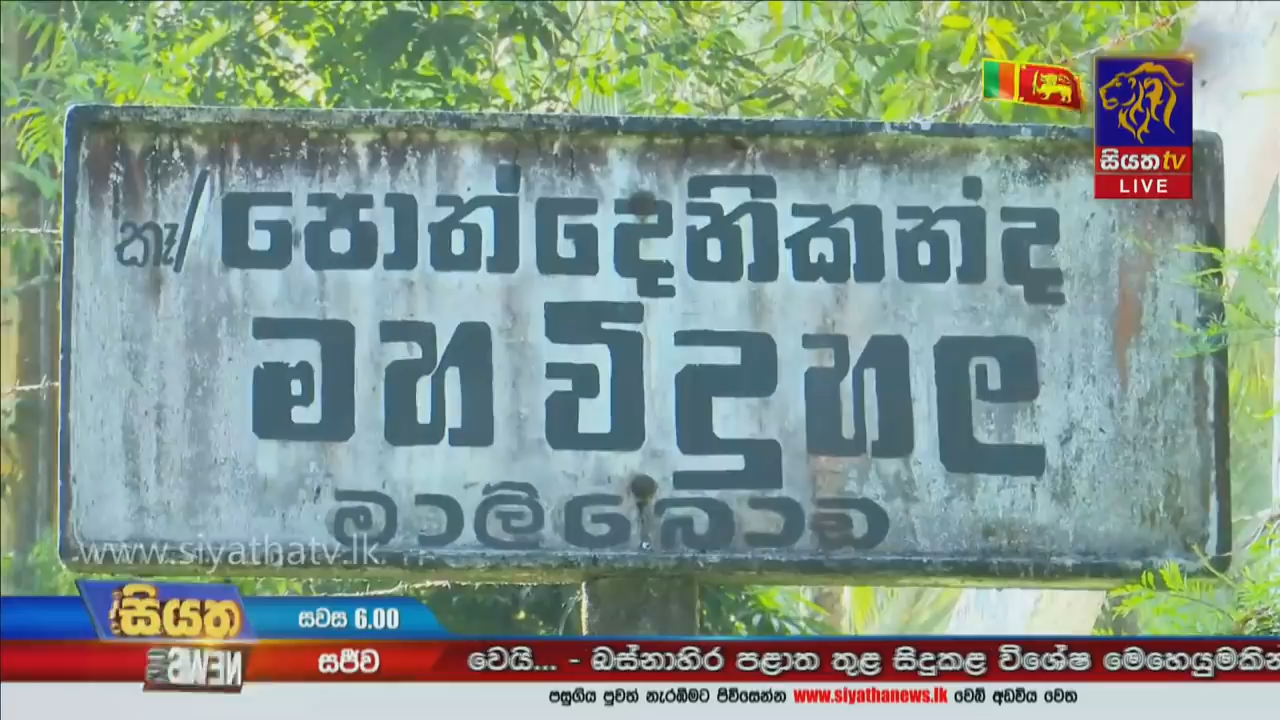 සියත tv
LIVE
කෑ/ පොත්දෙනිකන්ද
මහ විදුහල
මාලිබොඩ
www.siyathatv.lk
සියත
සවස 6.00
NEWS
සජීව
වෙයි... - බස්නාහිර පළාත තුළ සිදුකළ විශේෂ මෙහෙයුමකින්
පසුගිය පුවත් නැරඹීමට පිවිසෙන්න www.siyathanews.lk වෙබ් අඩවිය වෙත